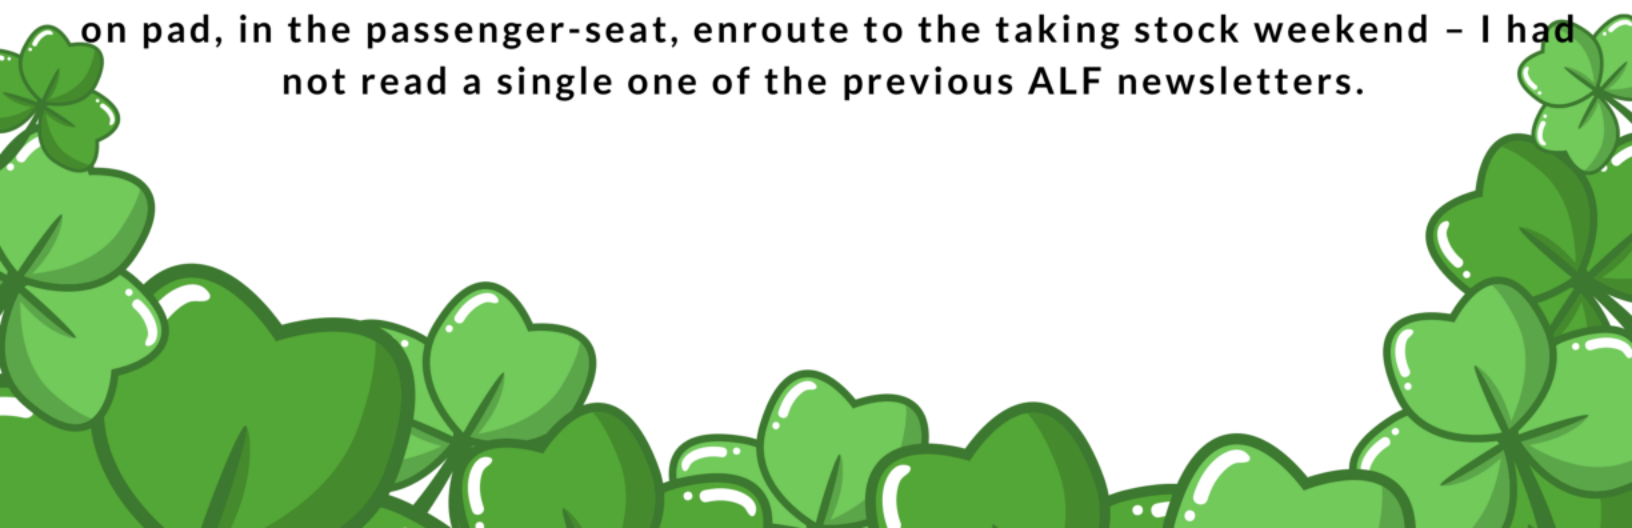 on pad, in the passenger-seat, enroute to the taking stock weekend – I had
not read a single one of the previous ALF newsletters.